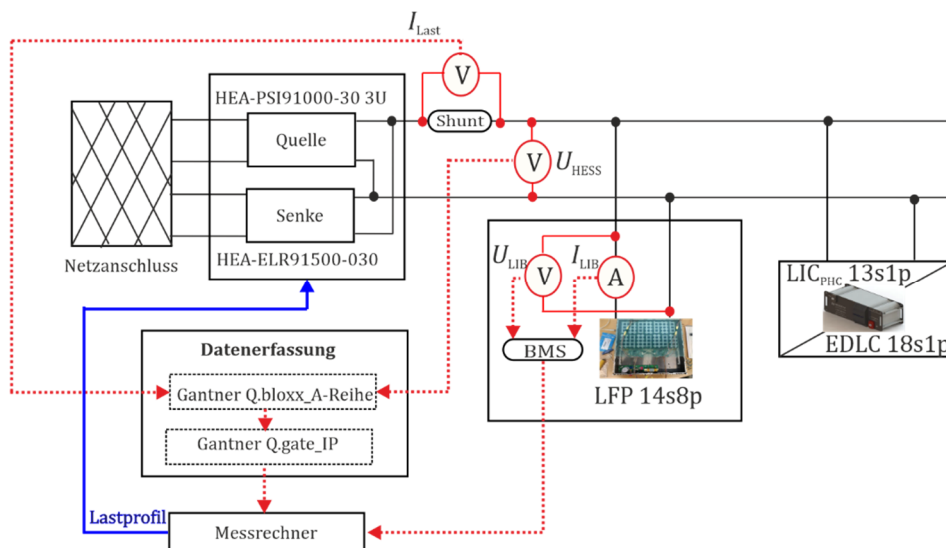 I_Last
V
HEA-PSI91000-30 3U
Shunt
Quelle
V
U_HESS
Senke
Netzanschluss
HEA-ELR91500-030
U_LIB
I_LIB
V
A
LIC_PHC 13s1p
EDLC 18s1p
BMS
LFP 14s8p
Datenerfassung
Gantner Q.bloxx_A-Reihe
Gantner Q.gate_IP
Lastprofil
Messrechner